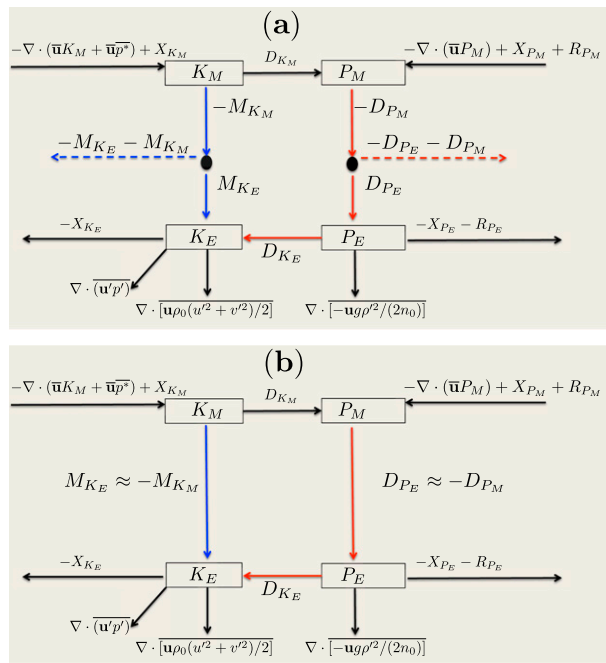 (a)
−∇ · (u̅K_M + u̅p̅*̅) + X_{K_M}
D_{K_M}
−∇ · (u̅P_M) + X_{P_M} + R_{P_M}
K_M
P_M
−M_{K_M}
−D_{P_M}
−M_{K_E} − M_{K_M}
−D_{P_E} − D_{P_M}
M_{K_E}
D_{P_E}
−X_{K_E}
K_E
P_E
−X_{P_E} − R_{P_E}
D_{K_E}
∇ · \overline{(u′p′)}
∇ · \overline{[uρ_0(u′^2 + v′^2)/2]}
∇ · \overline{[−ugρ′^2/(2n_0)]}
(b)
−∇ · (u̅K_M + u̅p̅*̅) + X_{K_M}
D_{K_M}
−∇ · (u̅P_M) + X_{P_M} + R_{P_M}
K_M
P_M
M_{K_E} ≈ −M_{K_M}
D_{P_E} ≈ −D_{P_M}
−X_{K_E}
K_E
P_E
−X_{P_E} − R_{P_E}
D_{K_E}
∇ · \overline{(u′p′)}
∇ · \overline{[uρ_0(u′^2 + v′^2)/2]}
∇ · \overline{[−ugρ′^2/(2n_0)]}